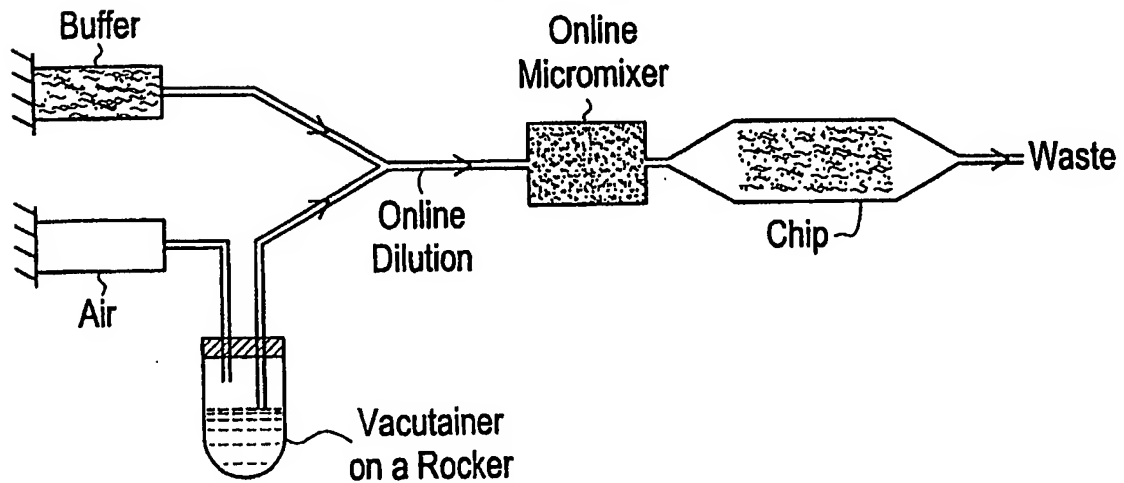 Buffer
Online
Micromixer
Waste
Online
Dilution
Chip
Air
Vacutainer
on a Rocker